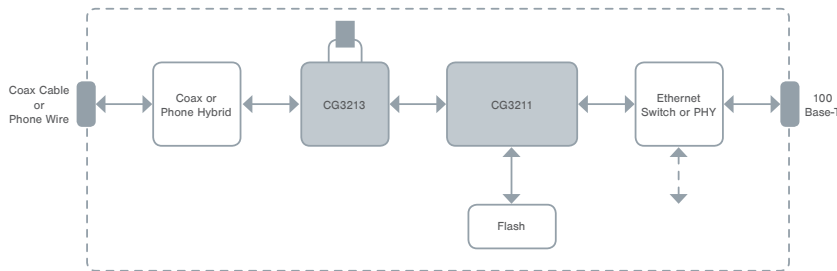 Coax Cable
or
Phone Wire
Coax or
Phone Hybrid
CG3213
CG3211
Ethernet
Switch or PHY
100
Base-T
Flash